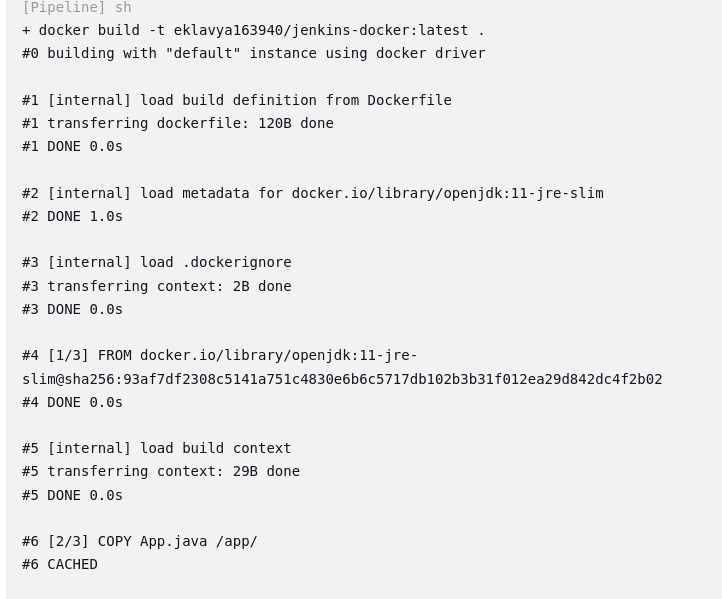 [Pipeline] sh
+ docker build -t eklavya163940/jenkins-docker:latest .
#0 building with "default" instance using docker driver
#1 [internal] load build definition from Dockerfile
#1 transferring dockerfile: 120B done
#1 DONE 0.0s
#2 [internal] load metadata for docker.io/library/openjdk:11-jre-slim
#2 DONE 1.0s
#3 [internal] load .dockerignore
#3 transferring context: 2B done
#3 DONE 0.0s
#4 [1/3] FROM docker.io/library/openjdk:11-jre-
slim@sha256:93af7df2308c5141a751c4830e6b6c5717db102b3b31f012ea29d842dc4f2b02
#4 DONE 0.0s
#5 [internal] load build context
#5 transferring context: 29B done
#5 DONE 0.0s
#6 [2/3] COPY App.java /app/
#6 CACHED